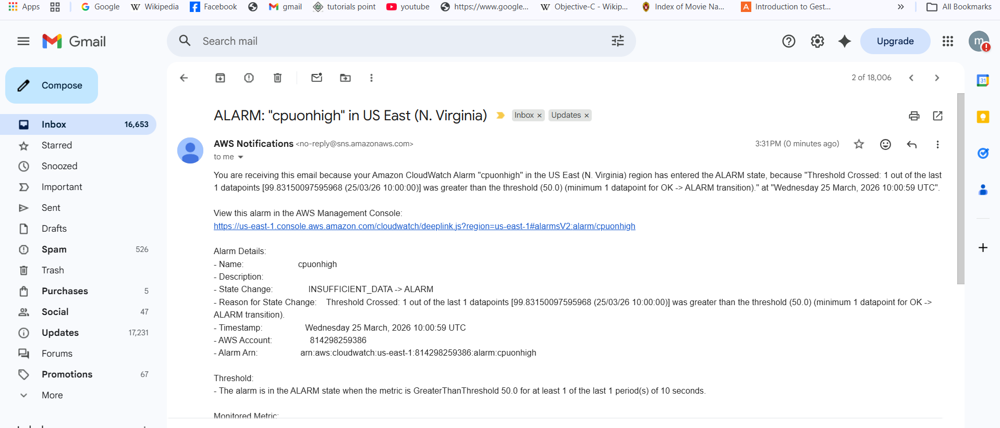 Apps
Google
Wikipedia
Facebook
gmail
tutorials point
youtube
https://www.google...
Objective-C - Wikip...
Index of Movie Na...
Introduction to Gest...
All Bookmarks
Gmail
Search mail
Upgrade
m
Compose
2 of 18,006
Inbox 16,653
Starred
Snoozed
Important
Sent
Drafts
Spam 526
Trash
Purchases 5
Social 47
Updates 17,231
Forums
Promotions 67
More
ALARM: "cpuonhigh" in US East (N. Virginia)
Inbox × Updates ×
AWS Notifications <no-reply@sns.amazonaws.com>
3:31 PM (0 minutes ago)
to me
You are receiving this email because your Amazon CloudWatch Alarm "cpuonhigh" in the US East (N. Virginia) region has entered the ALARM state, because "Threshold Crossed: 1 out of the last
1 datapoints [99.83150097595968 (25/03/26 10:00:00)] was greater than the threshold (50.0) (minimum 1 datapoint for OK -> ALARM transition)." at "Wednesday 25 March, 2026 10:00:59 UTC".
View this alarm in the AWS Management Console:
https://us-east-1.console.aws.amazon.com/cloudwatch/deeplink.js?region=us-east-1#alarmsV2:alarm/cpuonhigh
Alarm Details:
- Name: cpuonhigh
- Description:
- State Change: INSUFFICIENT_DATA -> ALARM
- Reason for State Change: Threshold Crossed: 1 out of the last 1 datapoints [99.83150097595968 (25/03/26 10:00:00)] was greater than the threshold (50.0) (minimum 1 datapoint for OK ->
ALARM transition).
- Timestamp: Wednesday 25 March, 2026 10:00:59 UTC
- AWS Account: 814298259386
- Alarm Arn: arn:aws:cloudwatch:us-east-1:814298259386:alarm:cpuonhigh
Threshold:
- The alarm is in the ALARM state when the metric is GreaterThanThreshold 50.0 for at least 1 of the last 1 period(s) of 10 seconds.
Monitored Metric:
31